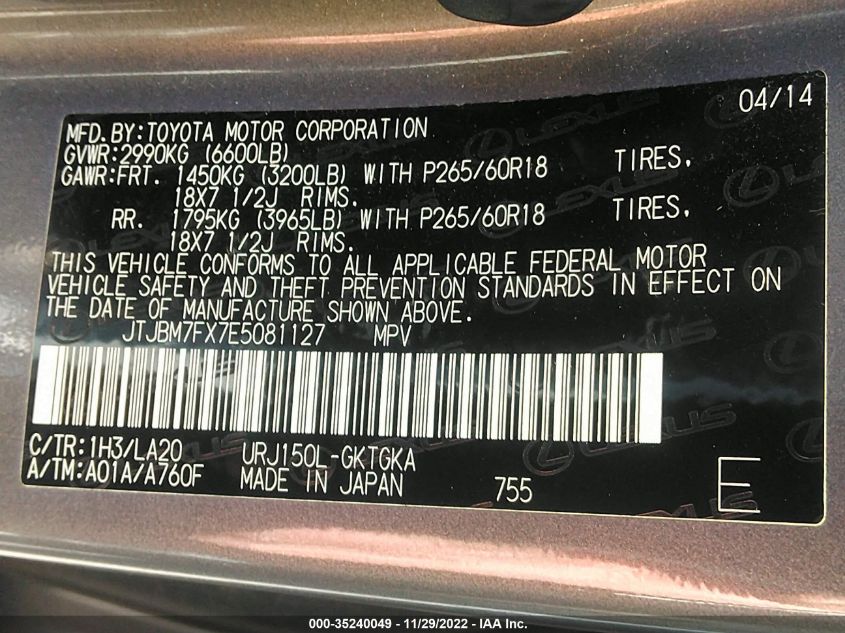 04/14
MFD. BY: TOYOTA MOTOR CORPORATION
GVWR: 2990KG (6600LB)
GAWR: FRT. 1450KG (3200LB) WITH P265/60R18 TIRES,
18X7 1/2J RIMS.
RR. 1795KG (3965LB) WITH P265/60R18 TIRES,
18X7 1/2J RIMS.
THIS VEHICLE CONFORMS TO ALL APPLICABLE FEDERAL MOTOR
VEHICLE SAFETY AND THEFT PREVENTION STANDARDS IN EFFECT ON
THE DATE OF MANUFACTURE SHOWN ABOVE.
JTJBM7FX7E5081127 MPV
C/TR: 1H3/LA20 URJ150L-GKTGKA
A/TM: A01A/A760F MADE IN JAPAN 755 E
000-35240049 - 11/29/2022 - IAA Inc.